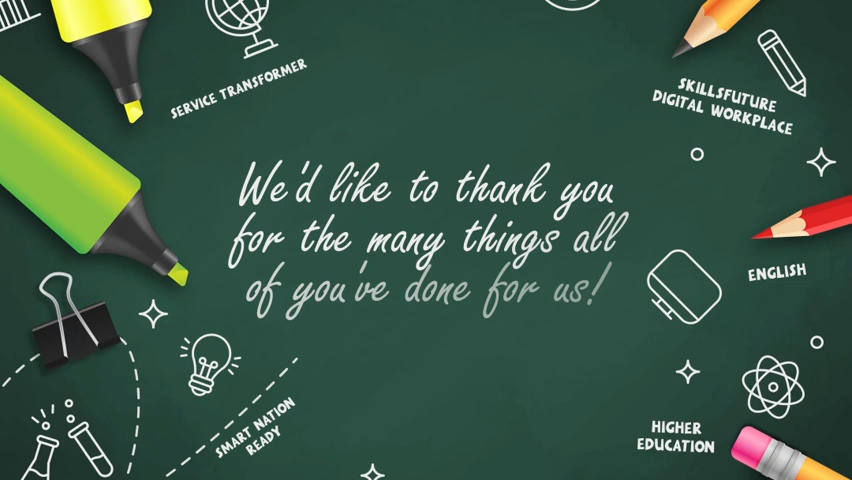 SERVICE TRANSFORMER
SKILLSFUTURE
DIGITAL WORKPLACE
We'd like to thank you
for the many things all
of you've done for us!
ENGLISH
SMART NATION
READY
HIGHER
EDUCATION